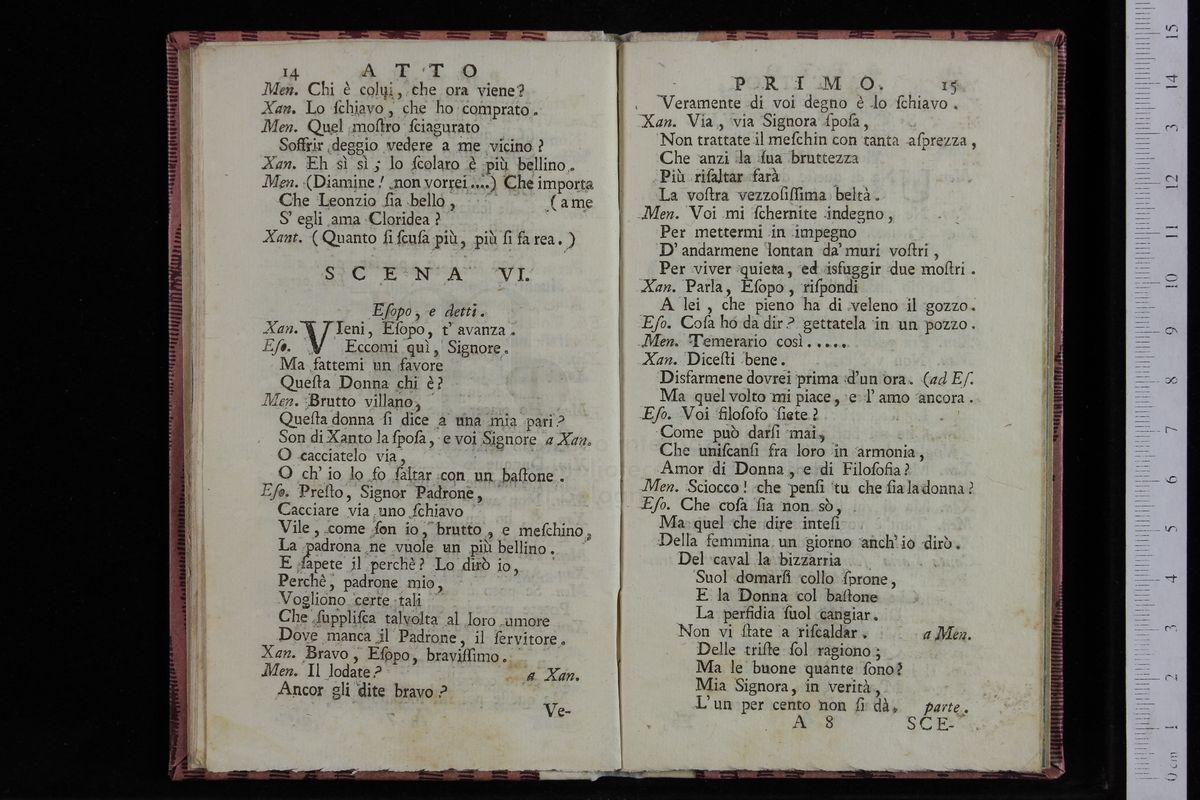 14 ATTO
Men. Chi è colui, che ora viene?
Xan. Lo ſchiavo, che ho comprato.
Men. Quel moſtro ſciagurato
Soffrir deggio vedere a me vicino?
Xan. Eh sì sì; lo ſcolaro è più bellino.
Men. (Diamine! non vorrei....) Che importa
Che Leonzio ſia bello, (a me
S' egli ama Cloridea?
Xant. (Quanto ſi ſcuſa più, più ſi fa rea.)
SCENA VI.
Eſopo, e detti.
Xan. VIeni, Eſopo, t' avanza.
Eſo. Eccomi quì, Signore.
Ma fattemi un favore
Queſta Donna chi è?
Men. Brutto villano,
Queſta donna ſi dice a una mia pari?
Son di Xanto la ſpoſa, e voi Signore a Xan.
O cacciatelo via,
O ch' io lo fo ſaltar con un baſtone.
Eſo. Preſto, Signor Padrone,
Cacciare via uno ſchiavo
Vile, come ſon io, brutto, e meſchino,
La padrona ne vuole un più bellino.
E ſapete il perchè? Lo dirò io,
Perchè, padrone mio,
Vogliono certe tali
Che ſuppliſca talvolta al loro umore
Dove manca il Padrone, il ſervitore.
Xan. Bravo, Eſopo, braviſſimo.
Men. Il lodate? a Xan.
Ancor gli dite bravo?
Ve-
PRIMO. 15
Veramente di voi degno è lo ſchiavo.
Xan. Via, via Signora ſpoſa,
Non trattate il meſchin con tanta aſprezza,
Che anzi la ſua bruttezza
Più riſaltar farà
La voſtra vezzoſiſſima beltà.
Men. Voi mi ſchernite indegno,
Per mettermi in impegno
D' andarmene lontan da' muri voſtri,
Per viver quieta, ed isfuggir due moſtri.
Xan. Parla, Eſopo, riſpondi
A lei, che pieno ha di veleno il gozzo.
Eſo. Coſa ho da dir? gettatela in un pozzo.
Men. Temerario così.....
Xan. Diceſti bene.
Disfarmene dovrei prima d'un ora. (ad Eſ.
Ma quel volto mi piace, e l' amo ancora.
Eſo. Voi filoſofo ſiete?
Come può darſi mai,
Che uniſcanſi fra loro in armonia,
Amor di Donna, e di Filoſofia?
Men. Sciocco! che penſi tu che ſia la donna?
Eſo. Che coſa ſia non sò,
Ma quel che dire inteſi
Della femmina un giorno anch' io dirò.
Del caval la bizzarria
Suol domarſi collo ſprone,
E la Donna col baſtone
La perfidia ſuol cangiar.
Non vi ſtate a riſcaldar. a Men.
Delle triſte ſol ragiono;
Ma le buone quante ſono?
Mia Signora, in verità,
L'un per cento non ſi dà. parte.
A 8 SCE-
0 cm 1 2 3 4 5 6 7 8 9 10 11 12 13 14 15